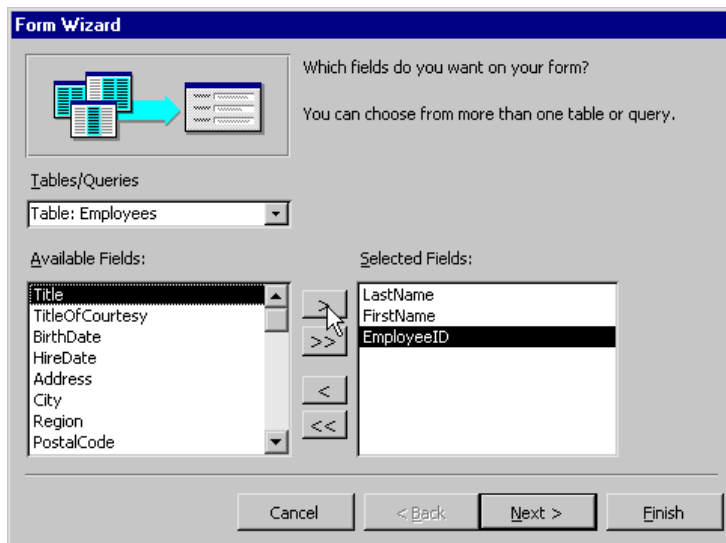 Form Wizard
Which fields do you want on your form?
You can choose from more than one table or query.
Tables/Queries
Table: Employees
Available Fields:
Selected Fields:
Title
TitleOfCourtesy
BirthDate
HireDate
Address
City
Region
PostalCode
>
>>
<
<<
LastName
FirstName
EmployeeID
Cancel
< Back
Next >
Finish